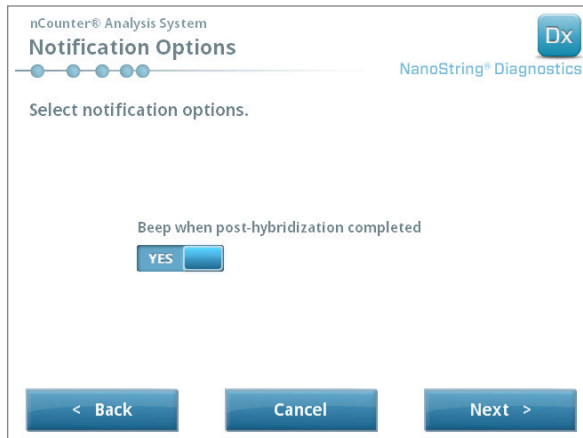 nCounter® Analysis System
Notification Options
Dx
NanoString® Diagnostics
Select notification options.
Beep when post-hybridization completed
YES
< Back
Cancel
Next >